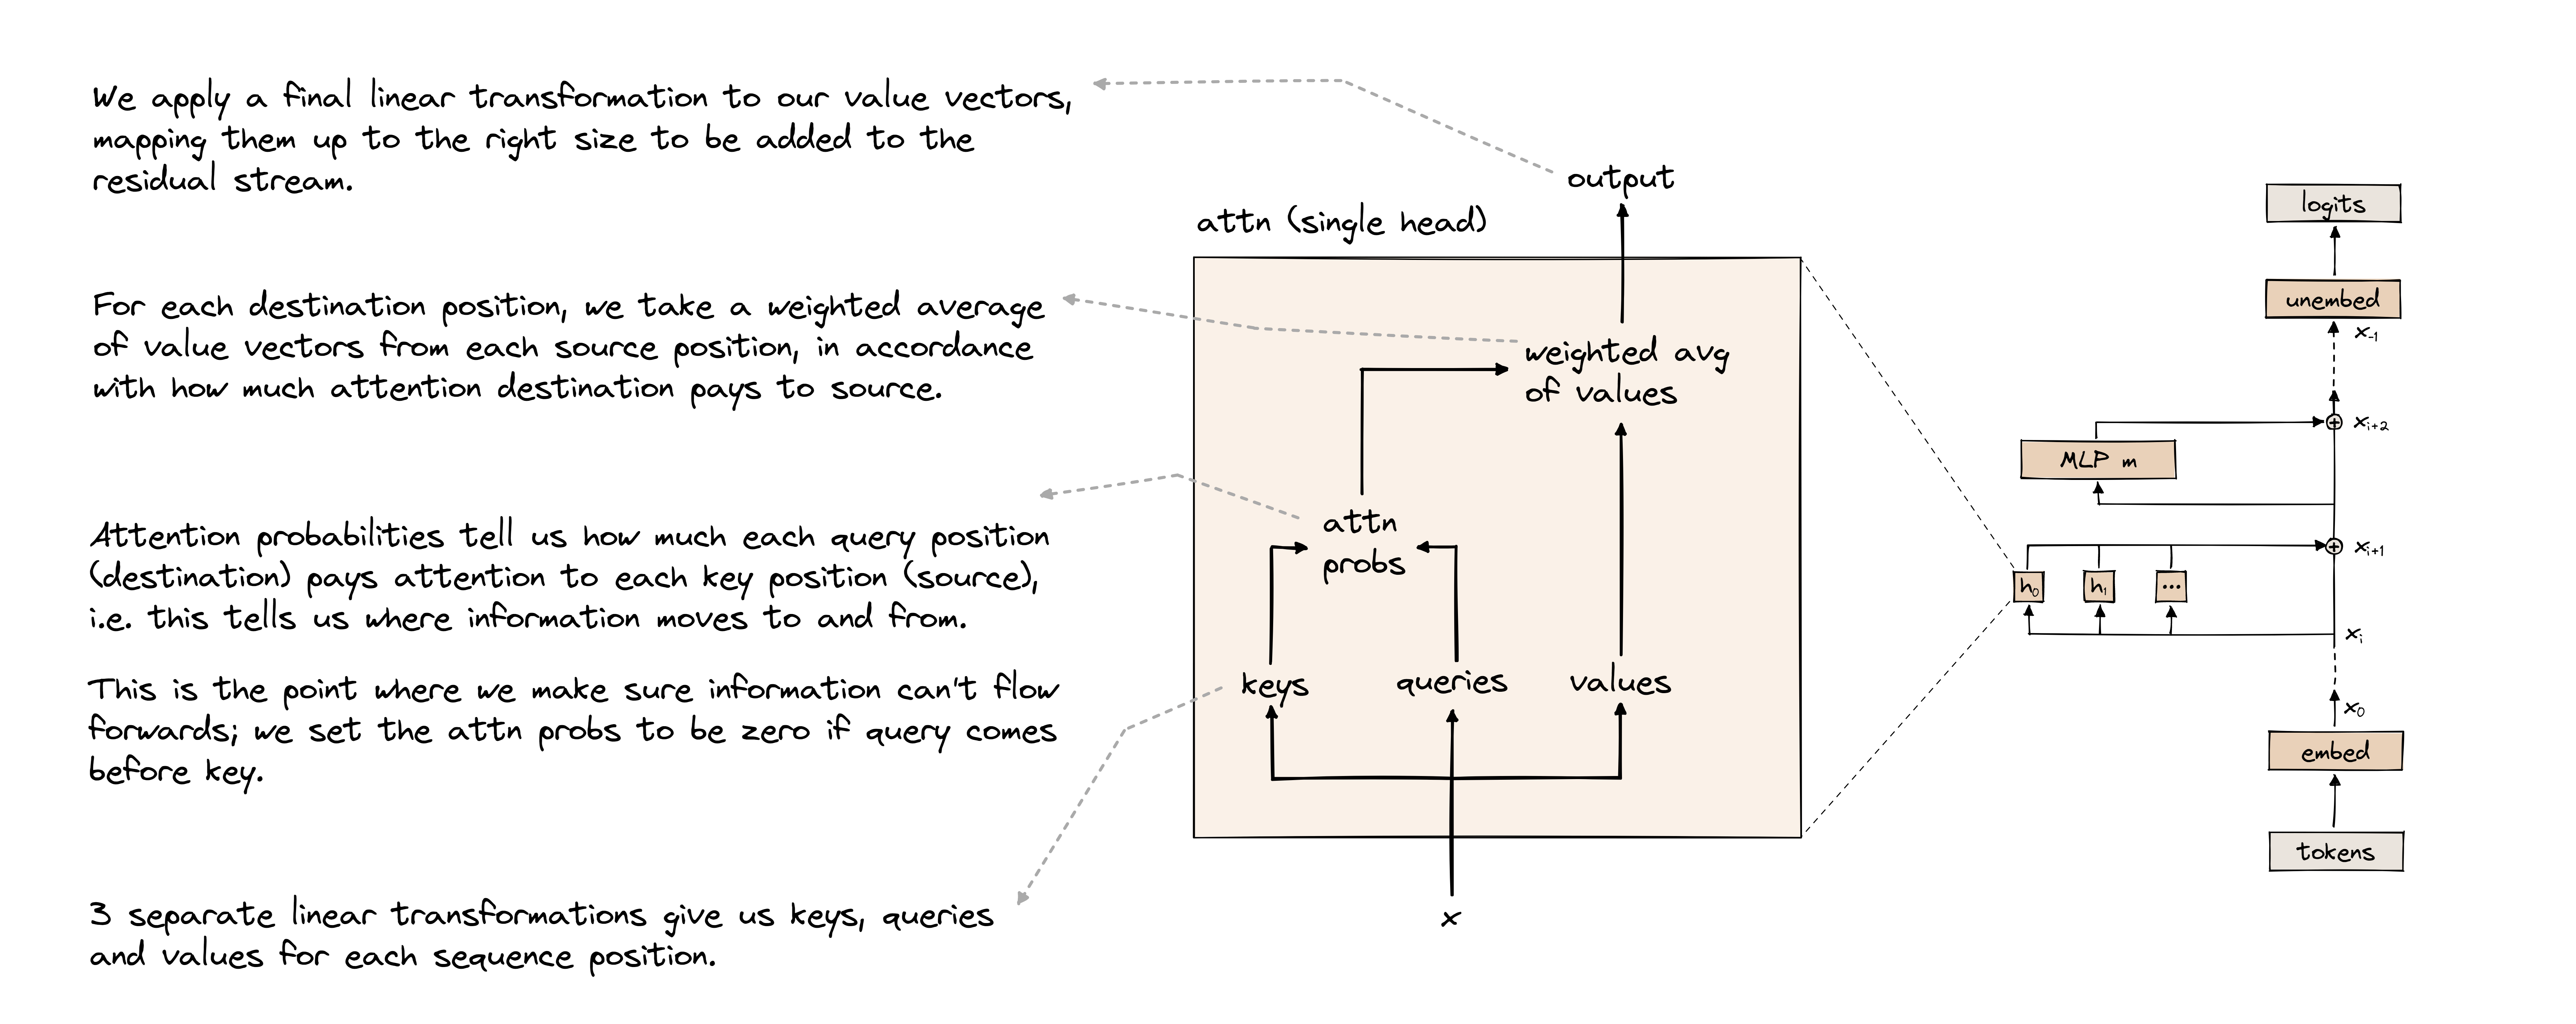 We apply a final linear transformation to our value vectors,
mapping them up to the right size to be added to the
residual stream.
For each destination position, we take a weighted average
of value vectors from each source position, in accordance
with how much attention destination pays to source.
Attention probabilities tell us how much each query position
(destination) pays attention to each key position (source),
i.e. this tells us where information moves to and from.
This is the point where we make sure information can't flow
forwards; we set the attn probs to be zero if query comes
before key.
3 separate linear transformations give us keys, queries
and values for each sequence position.
output
attn (single head)
weighted avg
of values
attn
probs
keys
queries
values
x
logits
unembed
x₋₁
xᵢ₊₂
MLP m
xᵢ₊₁
h₀
h₁
...
xᵢ
x₀
embed
tokens